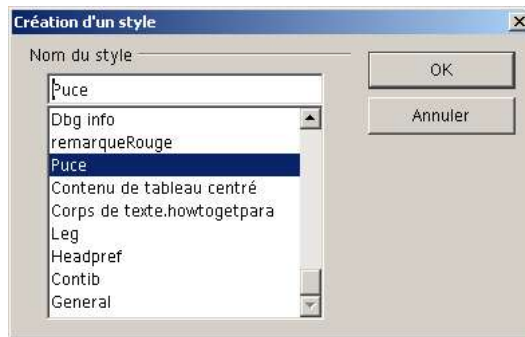 Création d'un style
Nom du style
OK
Puce
Annuler
Dbg info
remarqueRouge
Puce
Contenu de tableau centré
Corps de texte.howtogetpara
Leg
Headpref
Contib
General